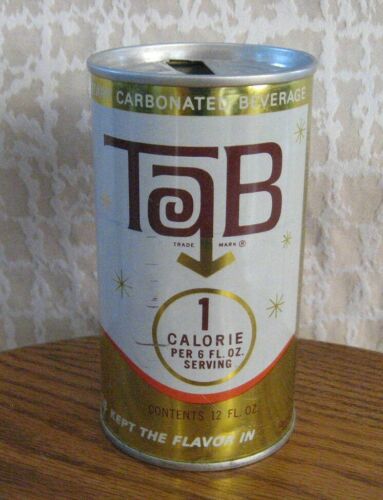 CARBONATED BEVERAGE
TaB
TRADE MARK ®
1
CALORIE
PER 6 FL. OZ.
SERVING
CONTENTS 12 FL. OZ.
KEPT THE FLAVOR IN